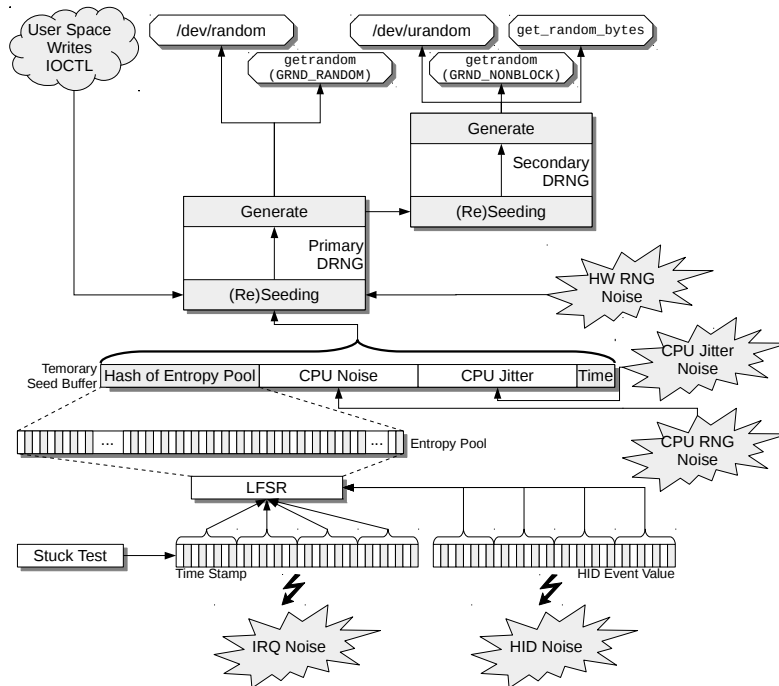 User Space
Writes
IOCTL
/dev/random
/dev/urandom
get_random_bytes
getrandom
(GRND_RANDOM)
getrandom
(GRND_NONBLOCK)
Generate
Secondary
DRNG
(Re)Seeding
Generate
Primary
DRNG
(Re)Seeding
HW RNG
Noise
Temorary
Seed Buffer
Hash of Entropy Pool
CPU Noise
CPU Jitter
Time
CPU Jitter
Noise
... ...
Entropy Pool
CPU RNG
Noise
LFSR
Stuck Test
Time Stamp
HID Event Value
IRQ Noise
HID Noise